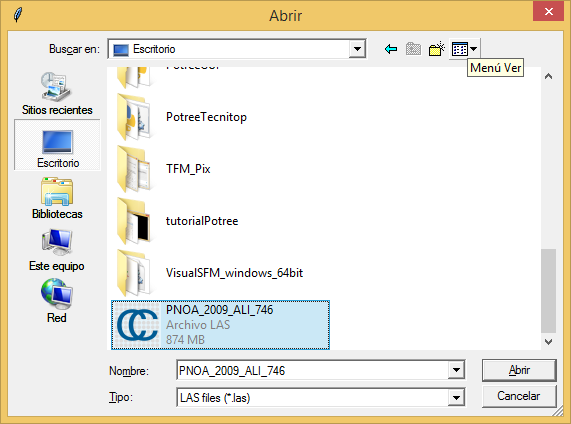 Abrir
Buscar en:
Escritorio
Menú Ver
Sitios recientes
Escritorio
Bibliotecas
Este equipo
Red
PotreeTecnitop
TFM_Pix
tutorialPotree
VisualSFM_windows_64bit
PNOA_2009_ALI_746
Archivo LAS
874 MB
Nombre:
PNOA_2009_ALI_746
Abrir
Tipo:
LAS files (*.las)
Cancelar